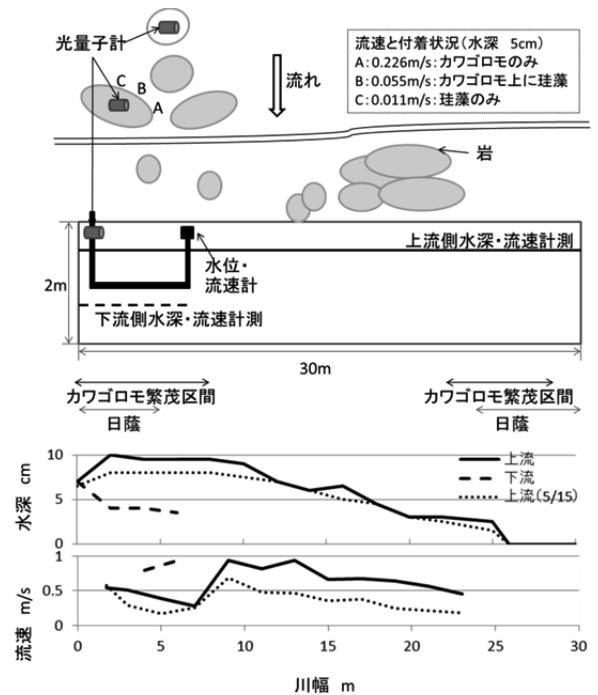 光量子計
C
B
A
流れ
流速と付着状況(水深 5cm)
A:0.226m/s:カワゴロモのみ
B:0.055m/s:カワゴロモ上に珪藻
C:0.011m/s:珪藻のみ
岩
上流側水深・流速計測
水位・
流速計
2m
下流側水深・流速計測
30m
カワゴロモ繁茂区間
カワゴロモ繁茂区間
日蔭
日蔭
水深 cm
10
5
0
上流
下流
上流(5/15)
流速 m/s
1
0.5
0
0 5 10 15 20 25 30
川幅 m